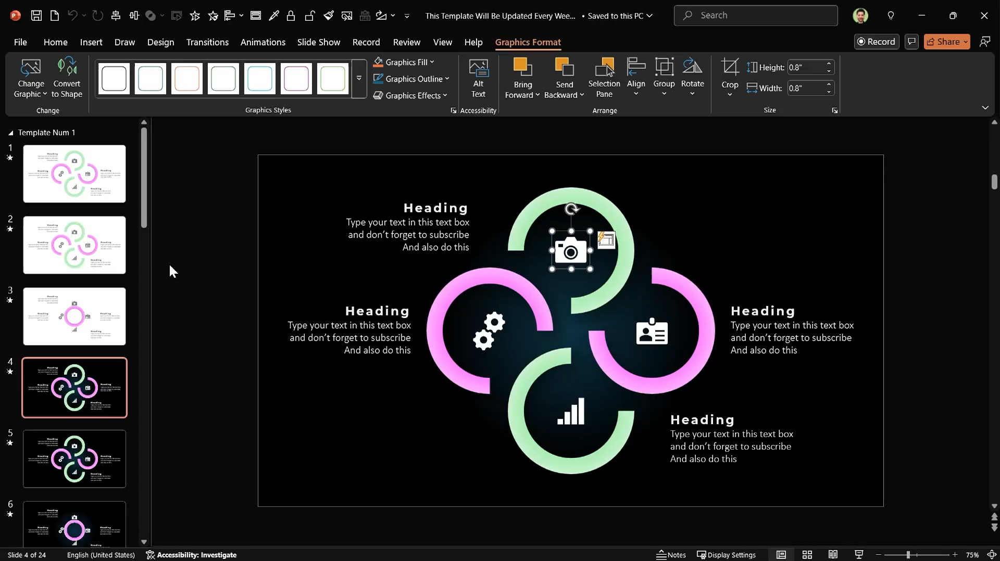 This Template Will Be Updated Every Wee... • Saved to this PC
Search
File
Home
Insert
Draw
Design
Transitions
Animations
Slide Show
Record
Review
View
Help
Graphics Format
Record
Share
Change
Graphic
Convert
to Shape
Change
Graphics Fill
Graphics Outline
Graphics Effects
Graphics Styles
Alt
Text
Accessibility
Bring
Forward
Send
Backward
Selection
Pane
Align
Group
Rotate
Arrange
Crop
Height: 0.8"
Width: 0.8"
Size
Template Num 1
1
2
3
4
5
6
Heading
Type your text in this text box
and don’t forget to subscribe
And also do this
Heading
Type your text in this text box
and don’t forget to subscribe
And also do this
Heading
Type your text in this text box
and don’t forget to subscribe
And also do this
Heading
Type your text in this text box
and don’t forget to subscribe
And also do this
Slide 4 of 24
English (United States)
Accessibility: Investigate
Notes
Display Settings
75%